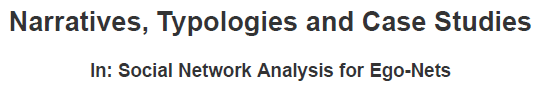 Narratives, Typologies and Case Studies
In: Social Network Analysis for Ego-Nets